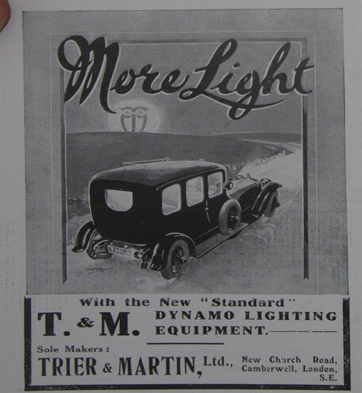 More Light
With the New "Standard"
T. & M. DYNAMO LIGHTING
EQUIPMENT.
Sole Makers:
TRIER & MARTIN, Ltd., New Church Road,
Camberwell, London,
S.E.